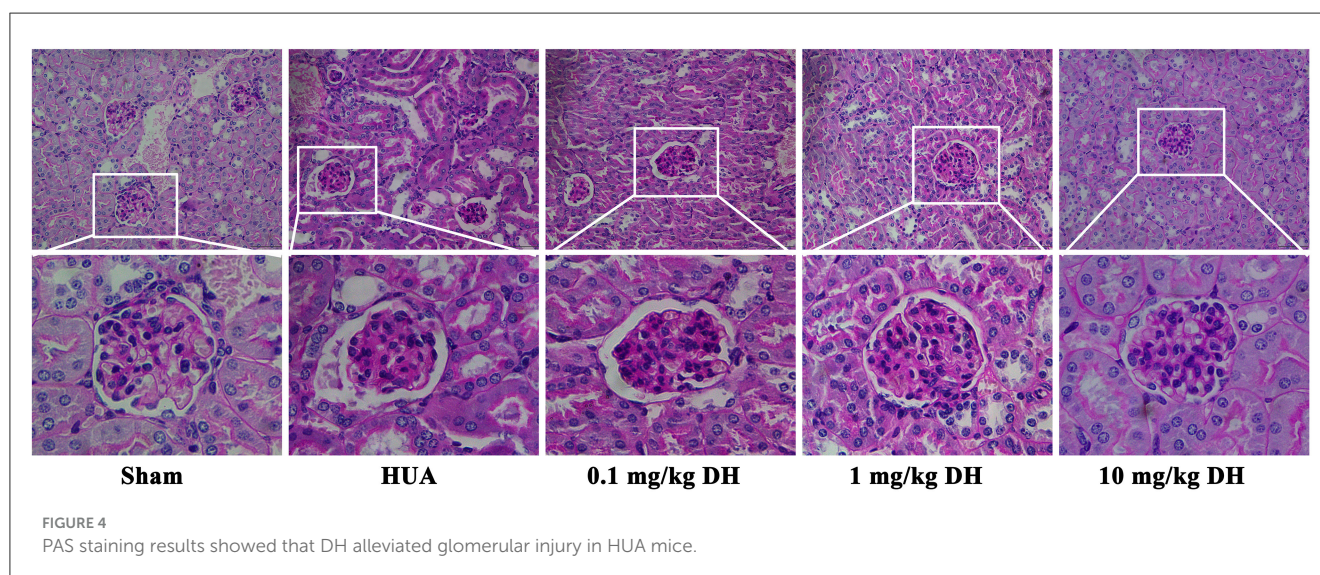 Sham
HUA
0.1 mg/kg DH
1 mg/kg DH
10 mg/kg DH
FIGURE 4
PAS staining results showed that DH alleviated glomerular injury in HUA mice.